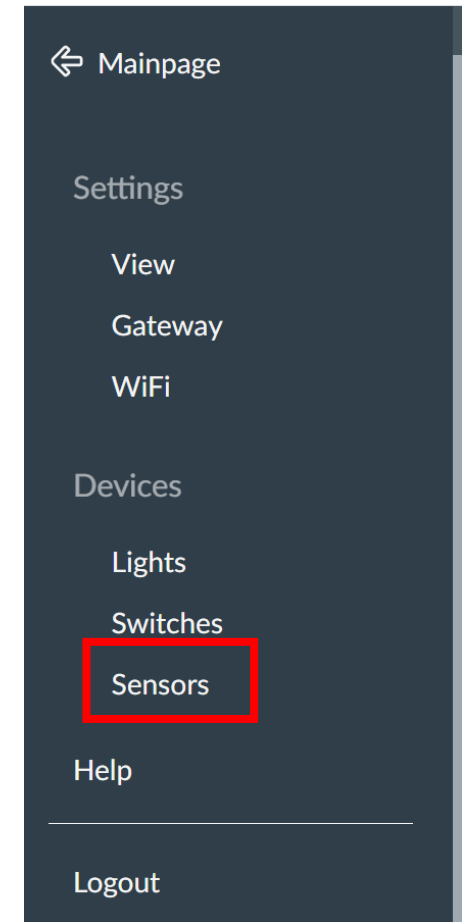 Mainpage
Settings
View
Gateway
WiFi
Devices
Lights
Switches
Sensors
Help
Logout